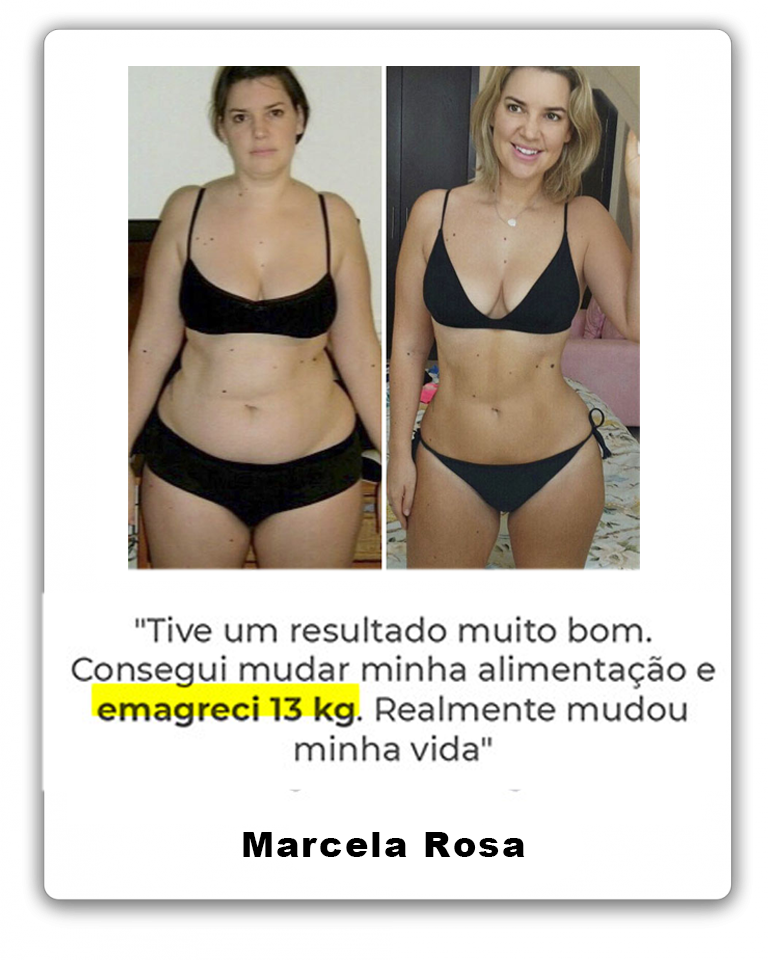 "Tive um resultado muito bom.
Consegui mudar minha alimentação e
emagreci 13 kg. Realmente mudou
minha vida"
Marcela Rosa